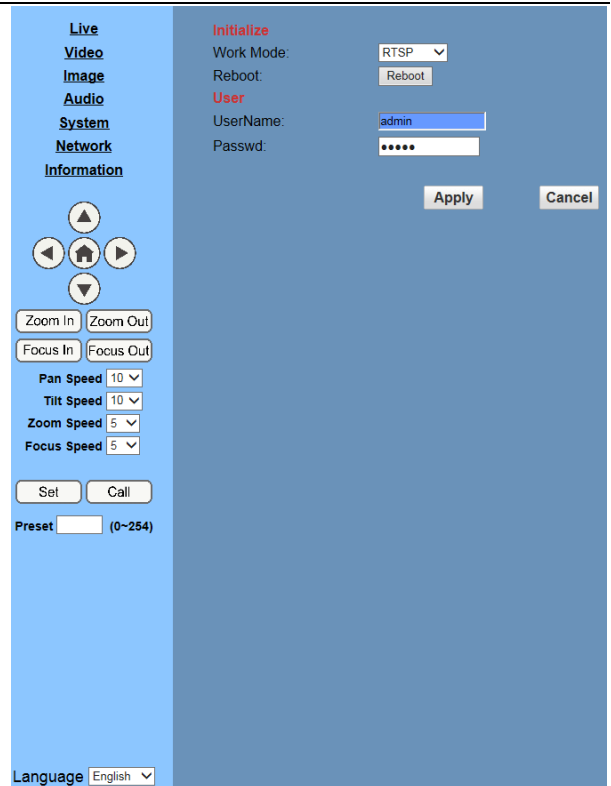 Live
Video
Image
Audio
System
Network
Information
Zoom In Zoom Out
Focus In Focus Out
Pan Speed 10
Tilt Speed 10
Zoom Speed 5
Focus Speed 5
Set Call
Preset (0~254)
Language English
Initialize
Work Mode: RTSP
Reboot: Reboot
User
UserName: admin
Passwd: •••••
Apply Cancel